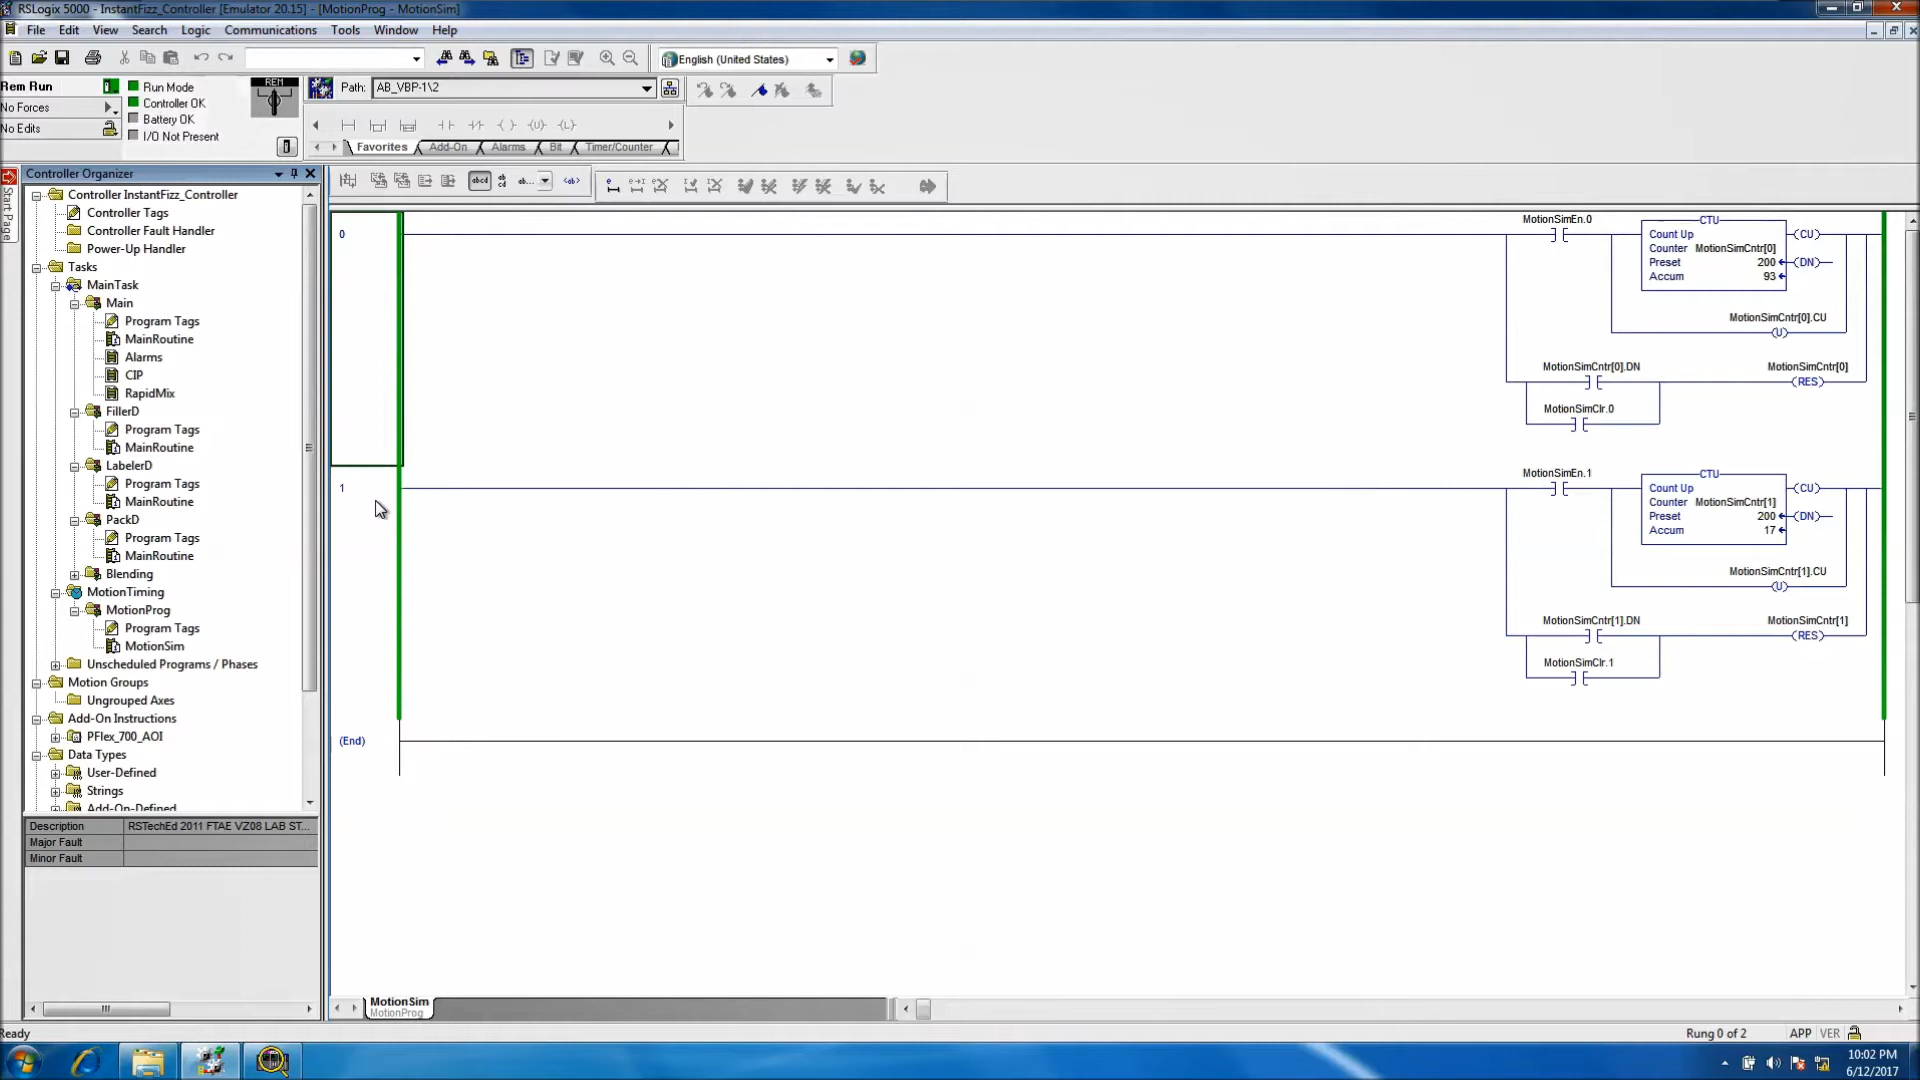 RSLogix 5000 - InstantFizz_Controller [Emulator 20.15] - [MotionProg - MotionSim]
File Edit View Search Logic Communications Tools Window Help
English (United States)
Rem Run
No Forces
No Edits
Run Mode
Controller OK
Battery OK
I/O Not Present
REM
Path: AB_VBP-1\2
Favorites Add-On Alarms Bit Timer/Counter
Start Page
Controller Organizer
Controller InstantFizz_Controller
Controller Tags
Controller Fault Handler
Power-Up Handler
Tasks
MainTask
Main
Program Tags
MainRoutine
Alarms
CIP
RapidMix
FillerD
Program Tags
MainRoutine
LabelerD
Program Tags
MainRoutine
PackD
Program Tags
MainRoutine
Blending
MotionTiming
MotionProg
Program Tags
MotionSim
Unscheduled Programs / Phases
Motion Groups
Ungrouped Axes
Add-On Instructions
PFlex_700_AOI
Data Types
User-Defined
Strings
Add-On-Defined
Description RSTechEd 2011 FTAE VZ08 LAB ST...
Major Fault
Minor Fault
0
MotionSimEn.0
CTU
Count Up
Counter MotionSimCntr[0]
Preset 200
Accum 93
CU
DN
MotionSimCntr[0].CU
U
MotionSimCntr[0].DN
MotionSimCntr[0]
RES
MotionSimClr.0
1
MotionSimEn.1
CTU
Count Up
Counter MotionSimCntr[1]
Preset 200
Accum 17
CU
DN
MotionSimCntr[1].CU
U
MotionSimCntr[1].DN
MotionSimCntr[1]
RES
MotionSimClr.1
(End)
MotionSim
MotionProg
Ready
Rung 0 of 2 APP VER
10:02 PM
6/12/2017